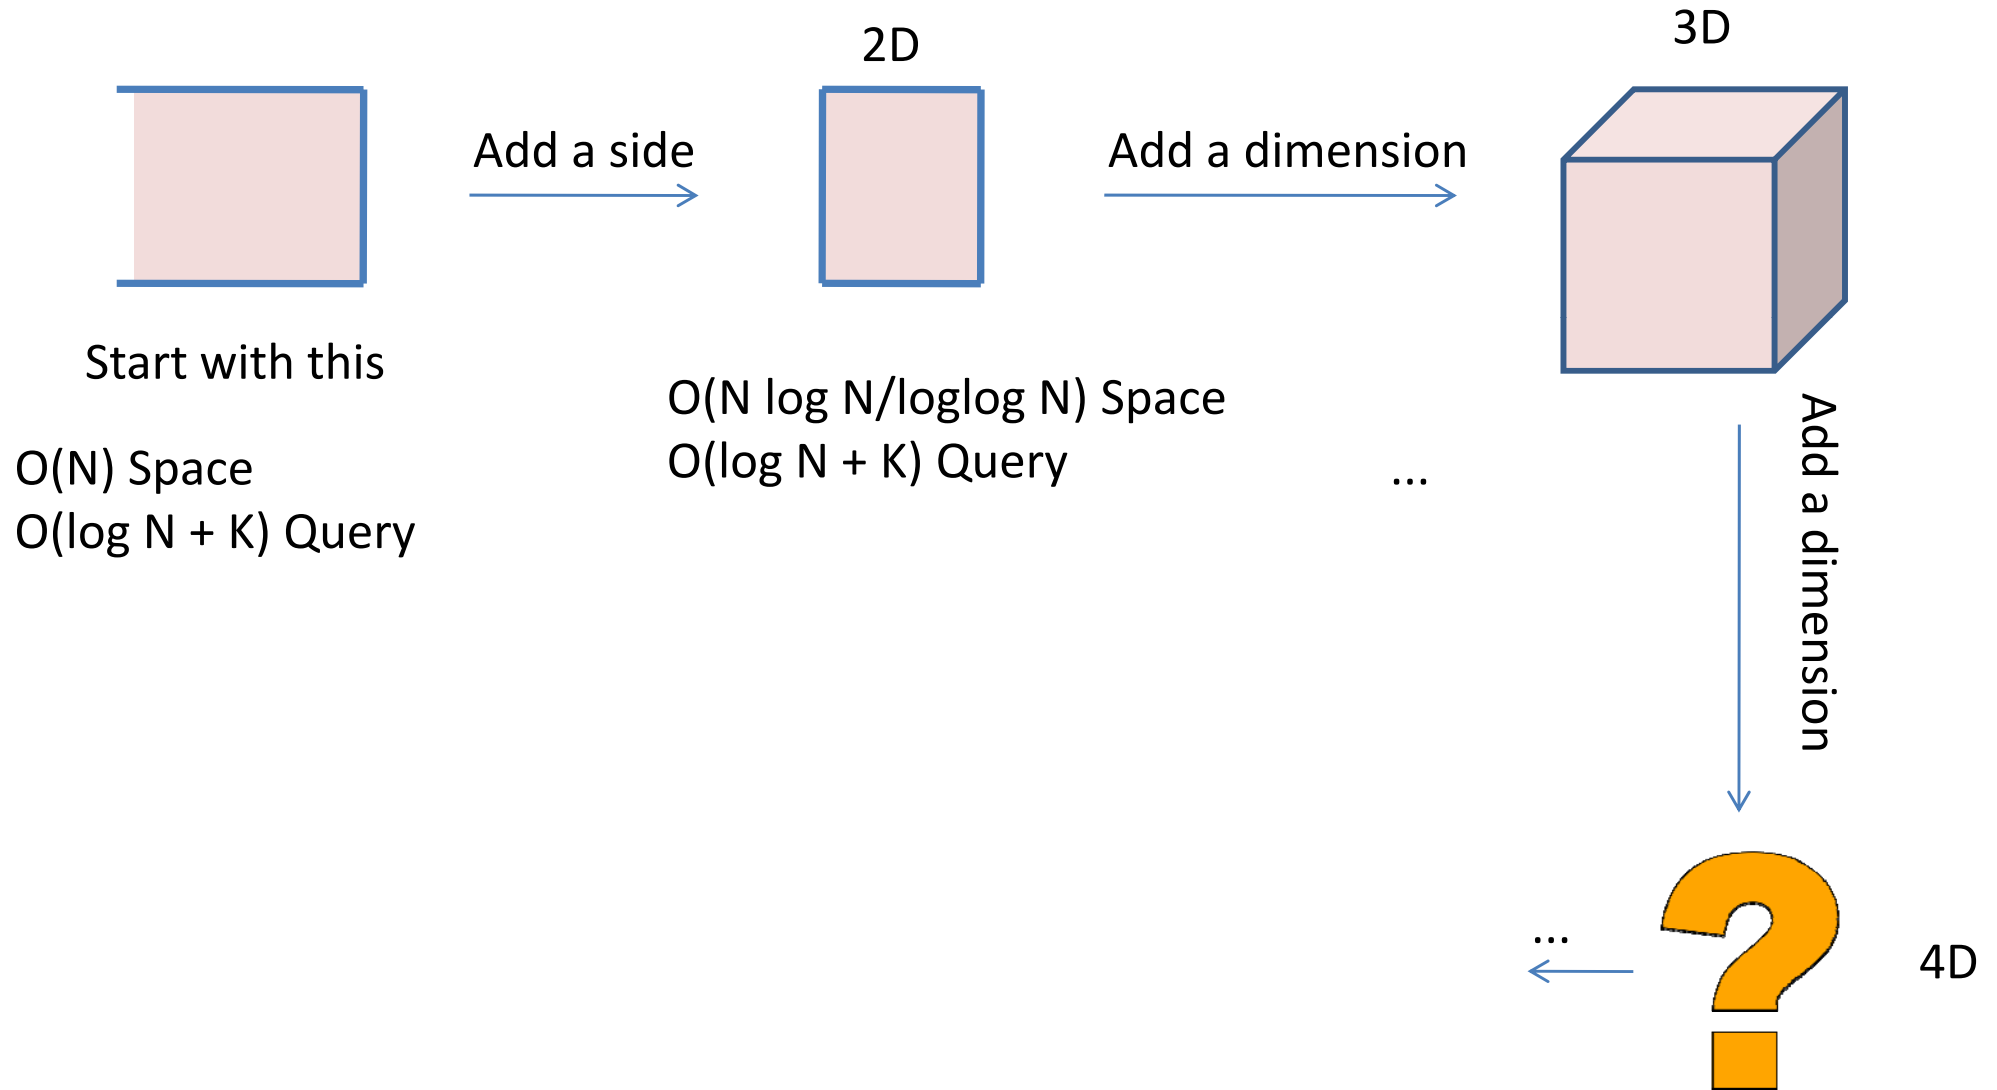 2D
3D
Add a side
Add a dimension
Start with this
O(N log N/loglog N) Space
O(log N + K) Query
O(N) Space
O(log N + K) Query
...
Add a dimension
?
...
4D